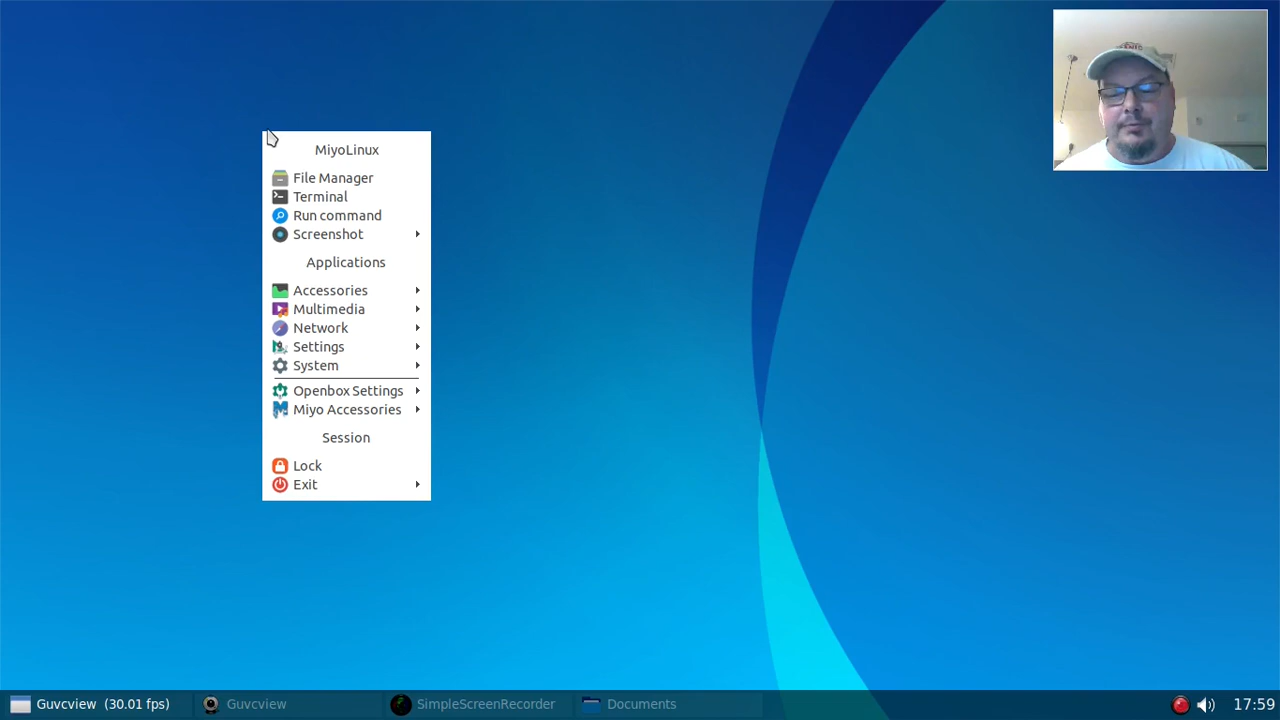 MiyoLinux
File Manager
Terminal
Run command
Screenshot
Applications
Accessories
Multimedia
Network
Settings
System
Openbox Settings
Miyo Accessories
Session
Lock
Exit
Guvcview (30.01 fps)
Guvcview
SimpleScreenRecorder
Documents
17:59